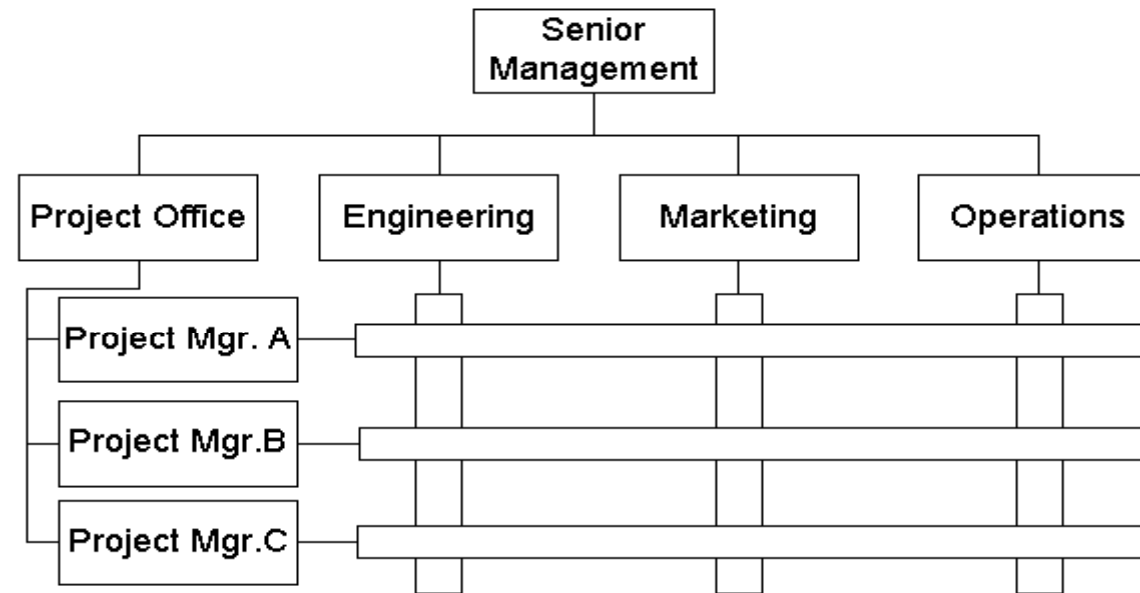 Senior
Management
Project Office
Engineering
Marketing
Operations
Project Mgr. A
Project Mgr.B
Project Mgr.C